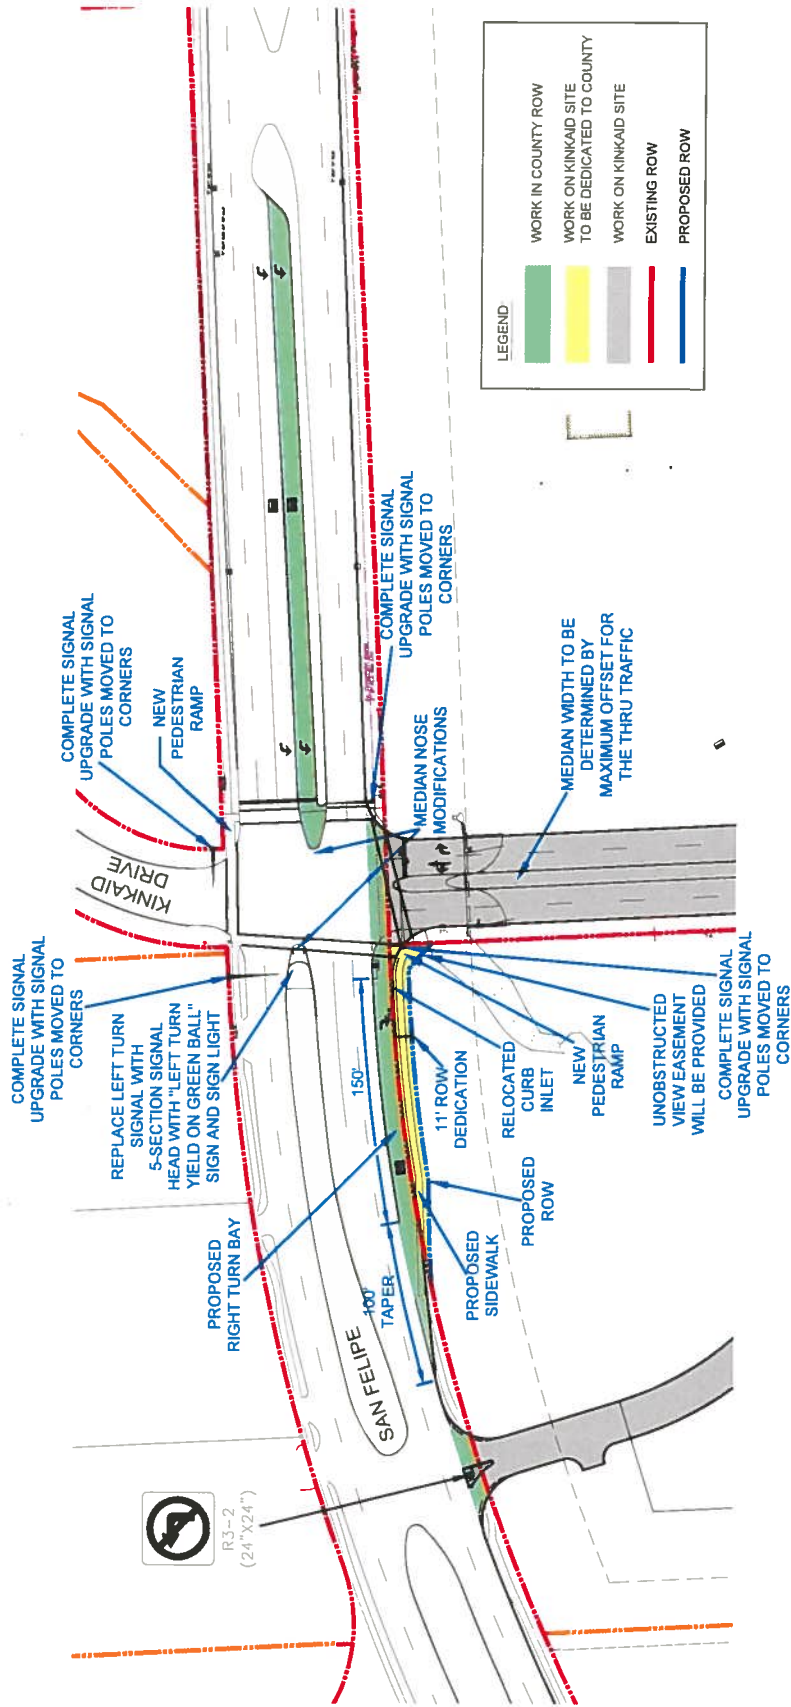 COMPLETE SIGNAL
UPGRADE WITH SIGNAL
POLES MOVED TO
CORNERS
REPLACE LEFT TURN
SIGNAL WITH
5-SECTION SIGNAL
HEAD WITH "LEFT TURN
YIELD ON GREEN BALL"
SIGN AND SIGN LIGHT
PROPOSED
RIGHT TURN BAY
R3-2
(24"X24")
SAN FELIPE
KINKAID
DRIVE
COMPLETE SIGNAL
UPGRADE WITH SIGNAL
POLES MOVED TO
CORNERS
NEW
PEDESTRIAN
RAMP
150'
100'
TAPER
MEDIAN NOSE
MODIFICATIONS
COMPLETE SIGNAL
UPGRADE WITH SIGNAL
POLES MOVED TO
CORNERS
PROPOSED
SIDEWALK
PROPOSED
ROW
11' ROW
DEDICATION
RELOCATED
CURB
INLET
NEW
PEDESTRIAN
RAMP
UNOBSTRUCTED
VIEW EASEMENT
WILL BE PROVIDED
COMPLETE SIGNAL
UPGRADE WITH SIGNAL
POLES MOVED TO
CORNERS
MEDIAN WIDTH TO BE
DETERMINED BY
MAXIMUM OFFSET FOR
THE THRU TRAFFIC
LEGEND
WORK IN COUNTY ROW
WORK ON KINKAID SITE
TO BE DEDICATED TO COUNTY
WORK ON KINKAID SITE
EXISTING ROW
PROPOSED ROW